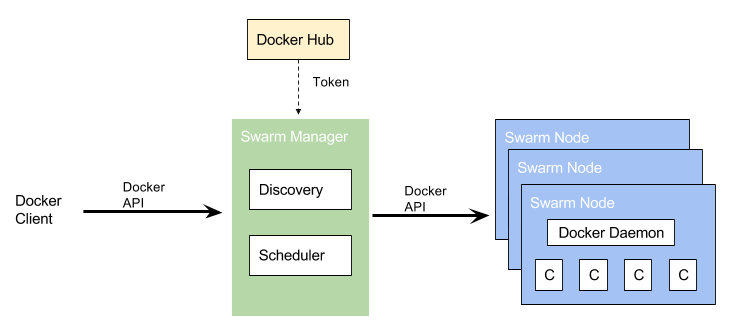 Docker Hub
Token
Swarm Manager
Discovery
Scheduler
Docker
Client
Docker
API
Docker
API
Swarm Node
Swarm Node
Swarm Node
Docker Daemon
C C C C